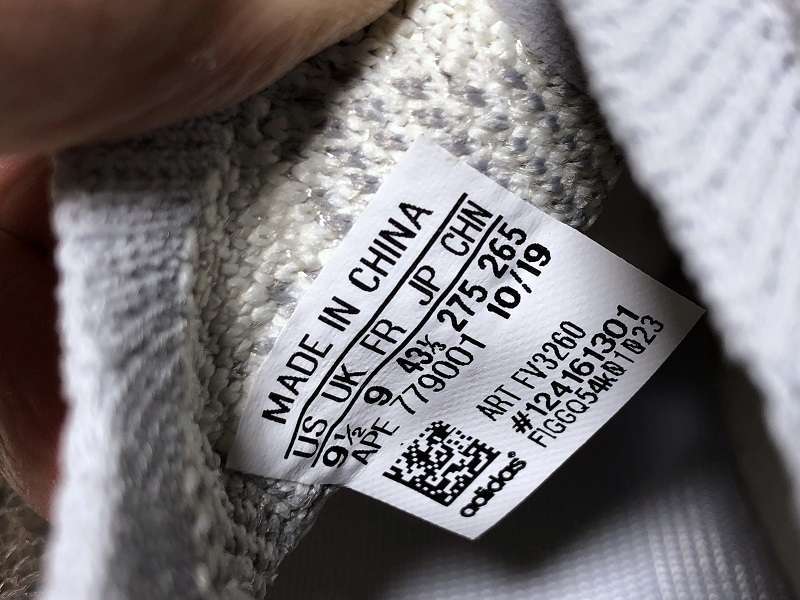 MADE IN CHINA
US UK FR JP CHN
9½ 9 43⅓ 275 265
APE 779001 10/19
ART FV3260
#124161301
F1GGQ54K01023
adidas